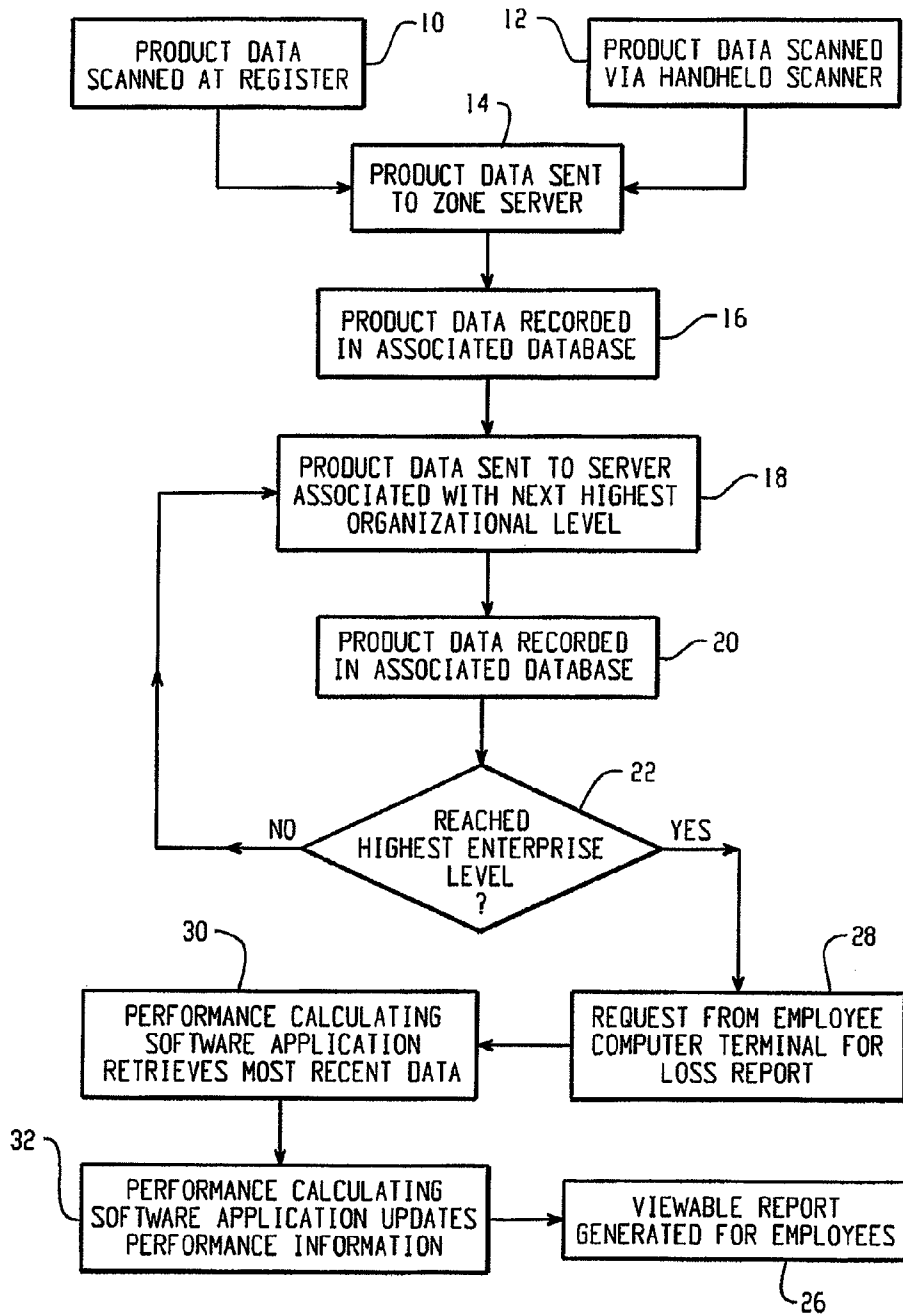 10
PRODUCT DATA
SCANNED AT REGISTER
12
PRODUCT DATA SCANNED
VIA HANDHELD SCANNER
14
PRODUCT DATA SENT
TO ZONE SERVER
PRODUCT DATA RECORDED
IN ASSOCIATED DATABASE
16
PRODUCT DATA SENT TO SERVER
ASSOCIATED WITH NEXT HIGHEST
ORGANIZATIONAL LEVEL
18
PRODUCT DATA RECORDED
IN ASSOCIATED DATABASE
20
22
NO
REACHED
HIGHEST ENTERPRISE
LEVEL
?
YES
28
REQUEST FROM EMPLOYEE
COMPUTER TERMINAL FOR
LOSS REPORT
30
PERFORMANCE CALCULATING
SOFTWARE APPLICATION
RETRIEVES MOST RECENT DATA
32
PERFORMANCE CALCULATING
SOFTWARE APPLICATION UPDATES
PERFORMANCE INFORMATION
VIEWABLE REPORT
GENERATED FOR EMPLOYEES
26